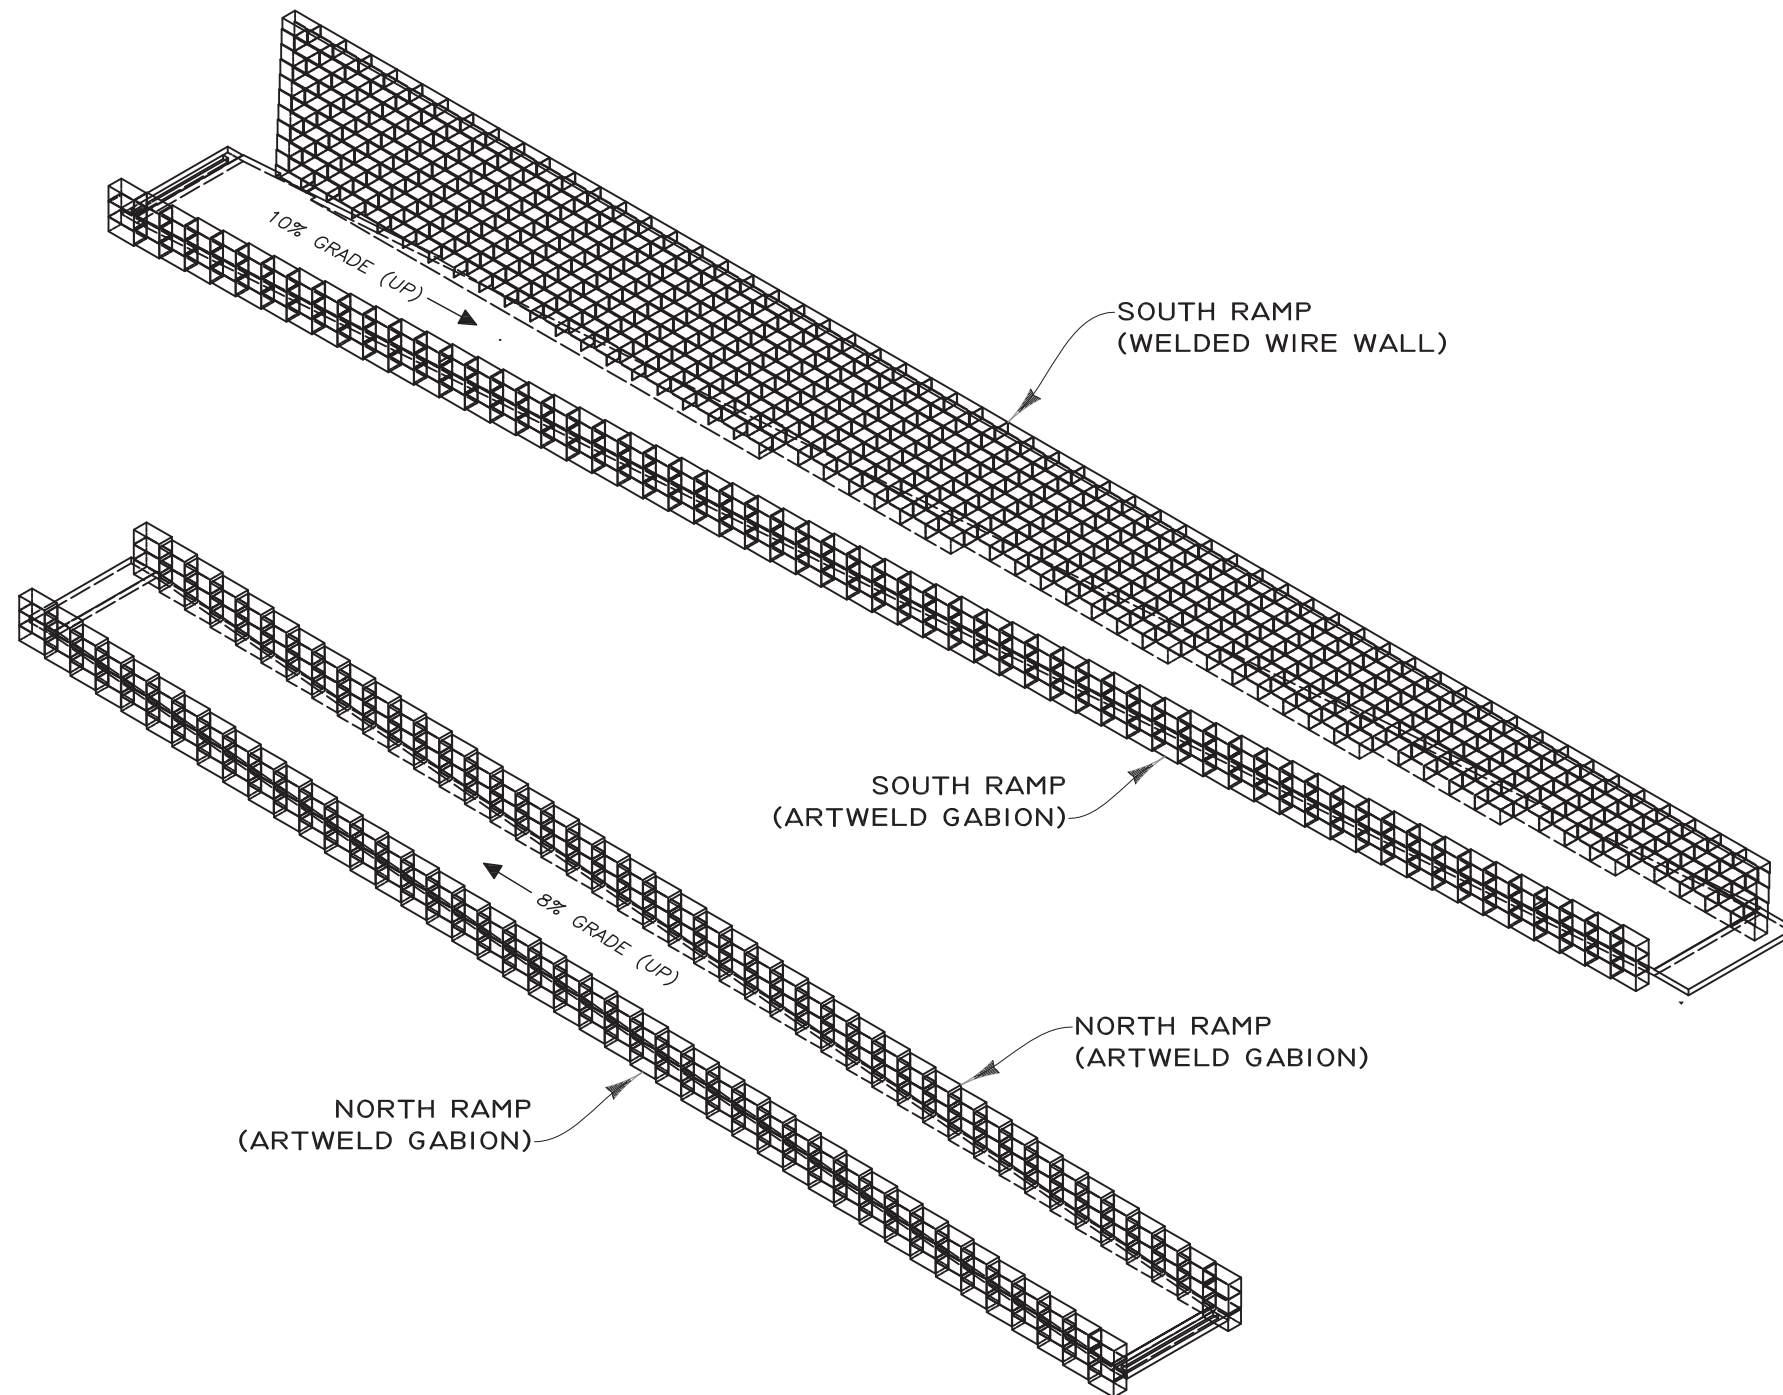 10% GRADE (UP)
SOUTH RAMP
(WELDED WIRE WALL)
SOUTH RAMP
(ARTWELD GABION)
8% GRADE (UP)
NORTH RAMP
(ARTWELD GABION)
NORTH RAMP
(ARTWELD GABION)